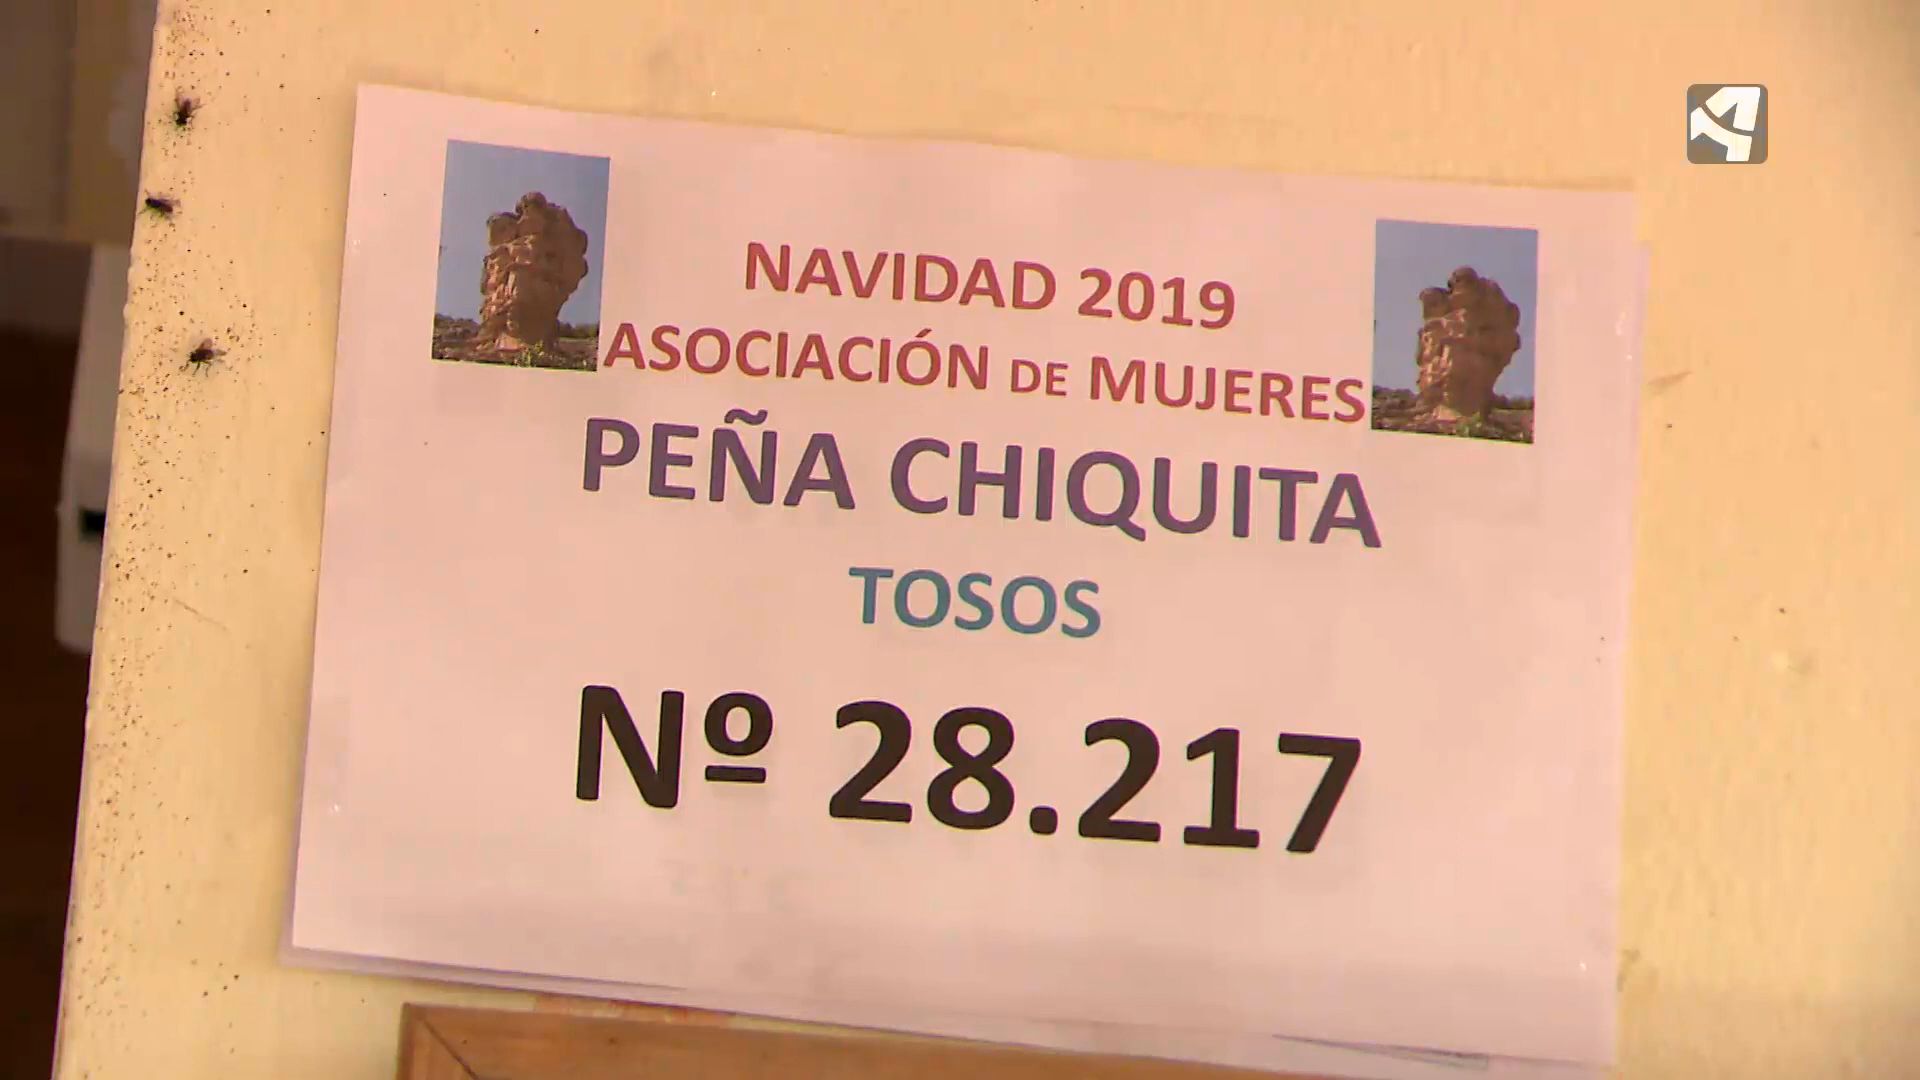 NAVIDAD 2019
ASOCIACIÓN DE MUJERES
PEÑA CHIQUITA
TOSOS
Nº 28.217